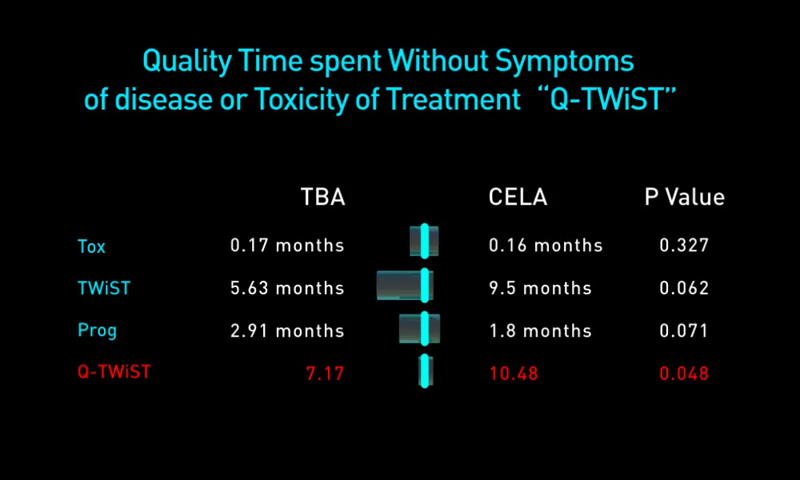 Quality Time spent Without Symptoms
of disease or Toxicity of Treatment “Q-TWiST”
TBA CELA P Value
Tox 0.17 months 0.16 months 0.327
TWiST 5.63 months 9.5 months 0.062
Prog 2.91 months 1.8 months 0.071
Q-TWiST 7.17 10.48 0.048